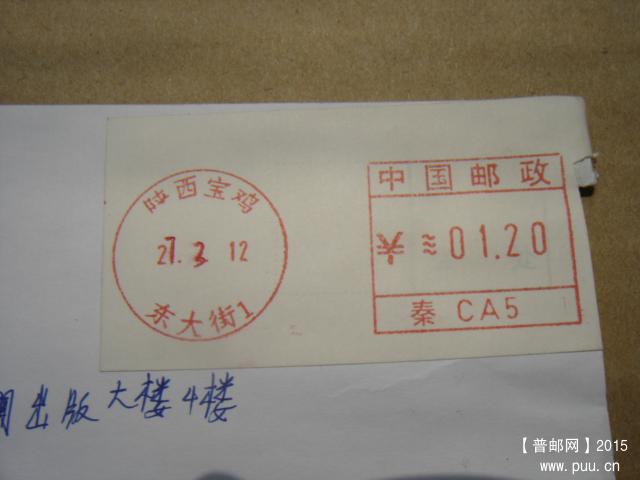 陕西宝鸡
27.3 12
东大街1
中国邮政
¥≈01.20
秦 CA5
出版大楼4楼
【普邮网】2015
www.puu.cn